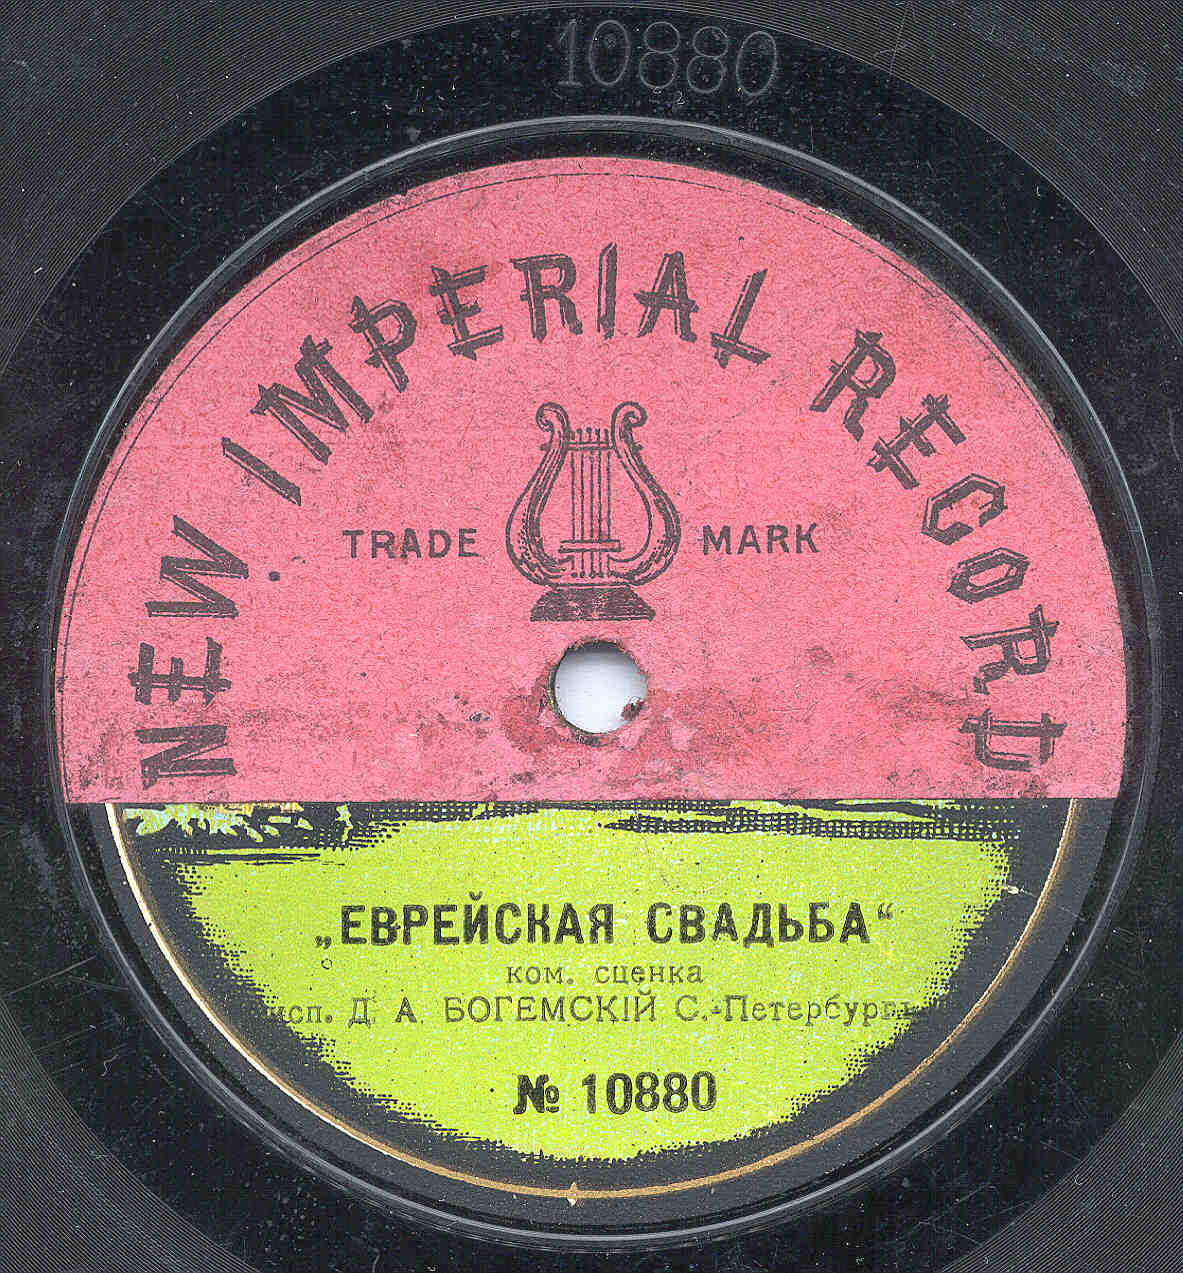 10880
NEW IMPERIAL RECORD
TRADE MARK
„ЕВРЕЙСКАЯ СВАДЬБА“
ком. сценка
исп. Д. А. БОГЕМСКІЙ С.-Петербургъ
№ 10880